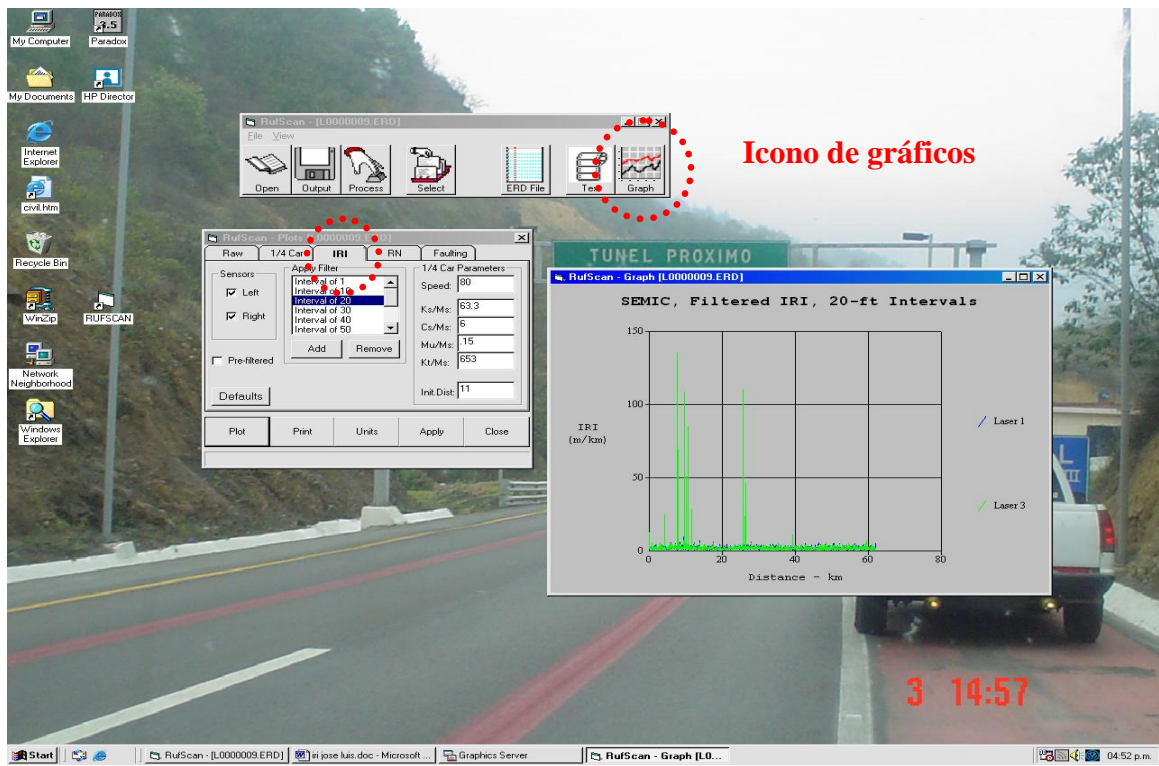 My Computer
PARADOX
3.5
Paradox
My Documents
HP Director
Internet
Explorer
civil.htm
Recycle Bin
WinZip
RUFSCAN
Network
Neighborhood
Windows
Explorer
RufScan - [L0000009.ERD]
File View
Open
Output
Process
Select
ERD File
Text
Graph
Icono de gráficos
RufScan - Plots [L0000009.ERD]
Raw
1/4 Car
IRI
RN
Faulting
Sensors
Left
Right
Pre-filtered
Defaults
Apply Filter
Interval of 1
Interval of 10
Interval of 20
Interval of 30
Interval of 40
Interval of 50
Add
Remove
1/4 Car Parameters
Speed: 80
Ks/Ms: 63.3
Cs/Ms: 6
Mu/Ms: .15
Kt/Ms: 653
Init.Dist: 11
Plot
Print
Units
Apply
Close
TUNEL PROXIMO
RufScan - Graph [L0000009.ERD]
SEMIC, Filtered IRI, 20-ft Intervals
150
100
50
0
IRI
(m/km)
0 20 40 60 80
Distance - km
Laser 1
Laser 3
3 14:57
Start
RufScan - [L0000009.ERD]
iri jose luis.doc - Microsoft ...
Graphics Server
RufScan - Graph [L0...
04:52 p.m.